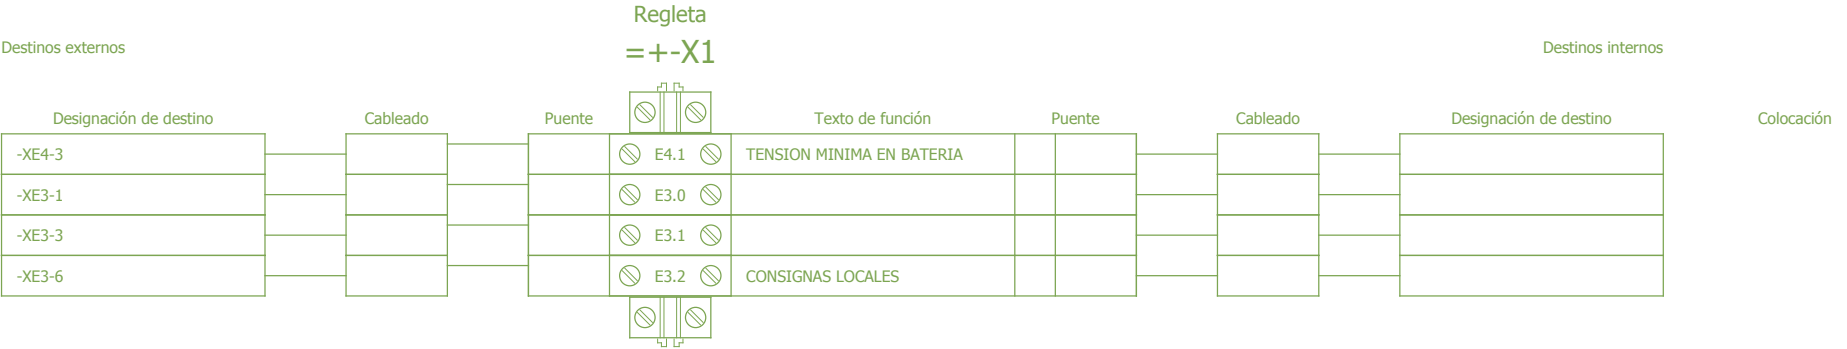 Regleta
Destinos externos =+-X1 Destinos internos
Designación de destino Cableado Puente Texto de función Puente Cableado Designación de destino Colocación
-XE4-3 E4.1 TENSION MINIMA EN BATERIA
-XE3-1 E3.0
-XE3-3 E3.1
-XE3-6 E3.2 CONSIGNAS LOCALES